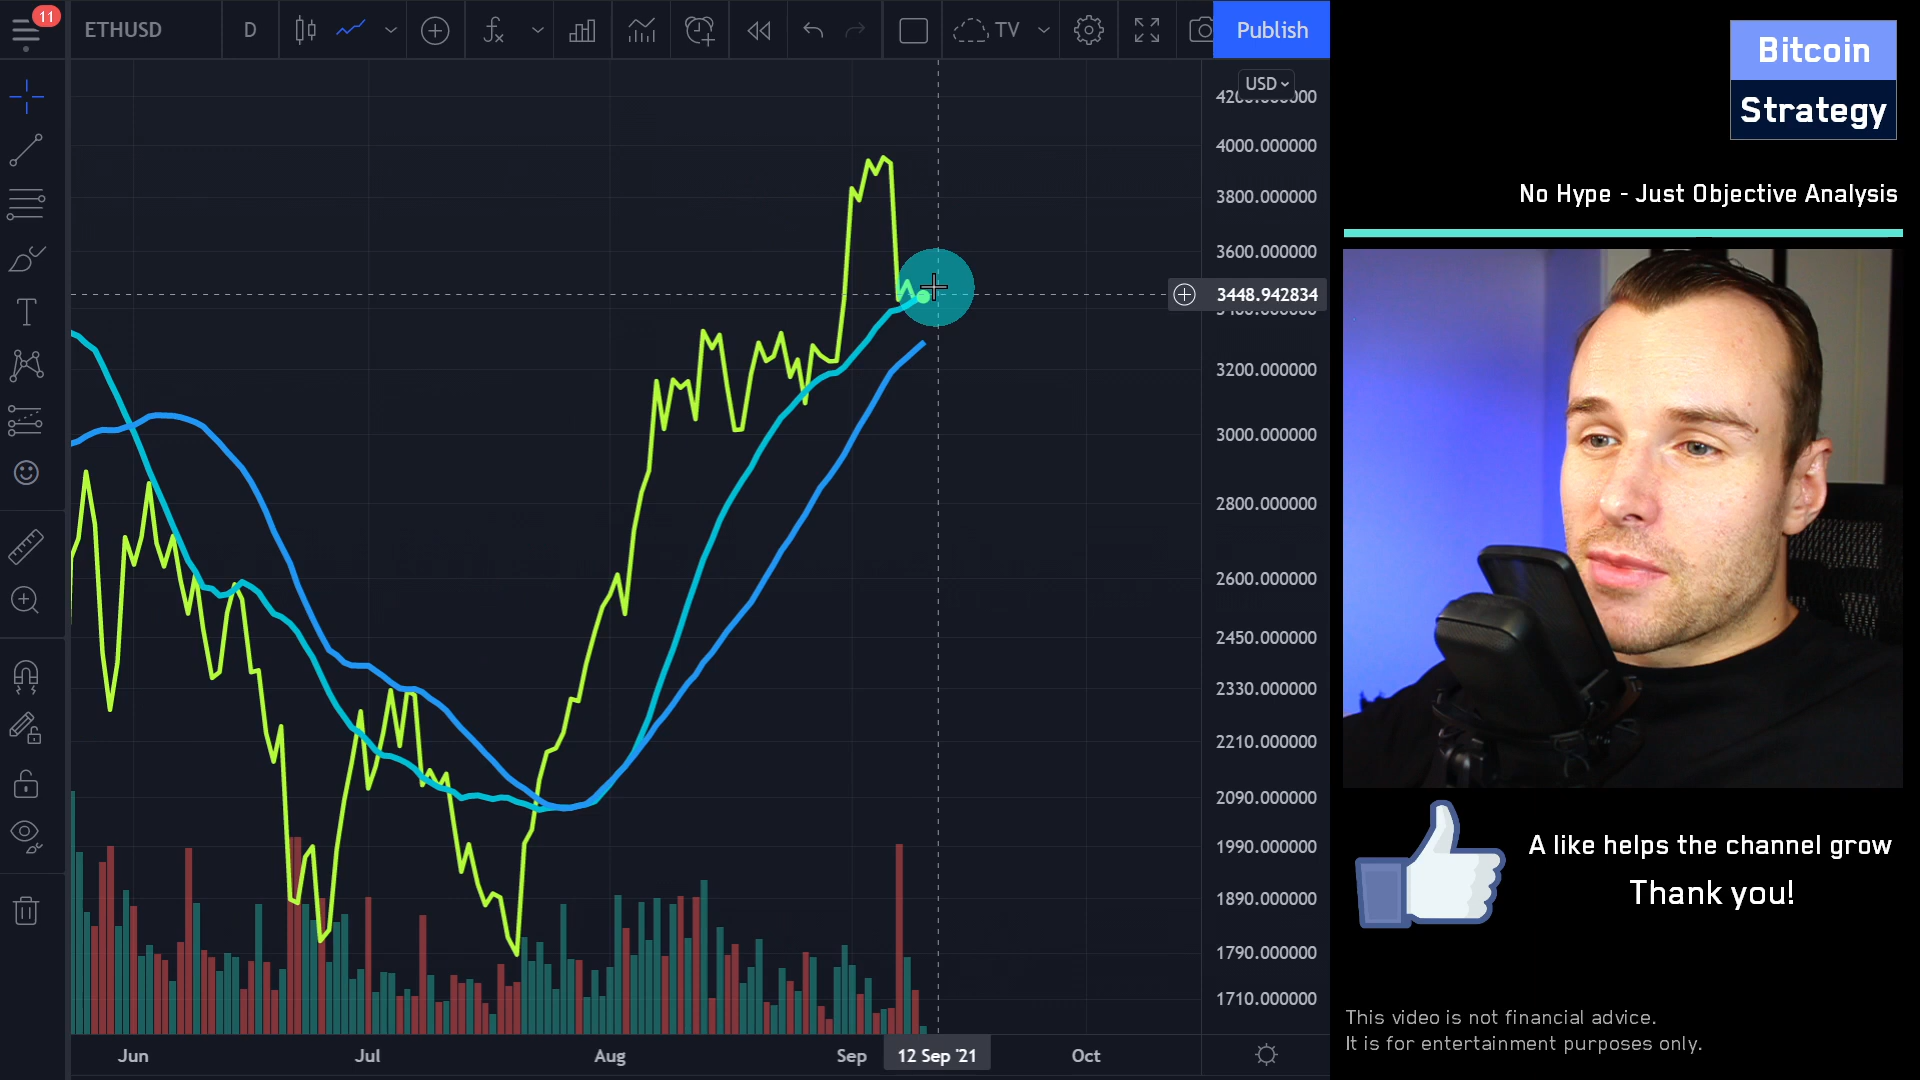 11
ETHUSD
D
TV
Publish
USD
4000.000000
3800.000000
3600.000000
3448.942834
3200.000000
3000.000000
2800.000000
2600.000000
2450.000000
2330.000000
2210.000000
2090.000000
1990.000000
1890.000000
1790.000000
1710.000000
Jun
Jul
Aug
Sep
12 Sep '21
Oct
Bitcoin
Strategy
No Hype - Just Objective Analysis
A like helps the channel grow
Thank you!
This video is not financial advice.
It is for entertainment purposes only.